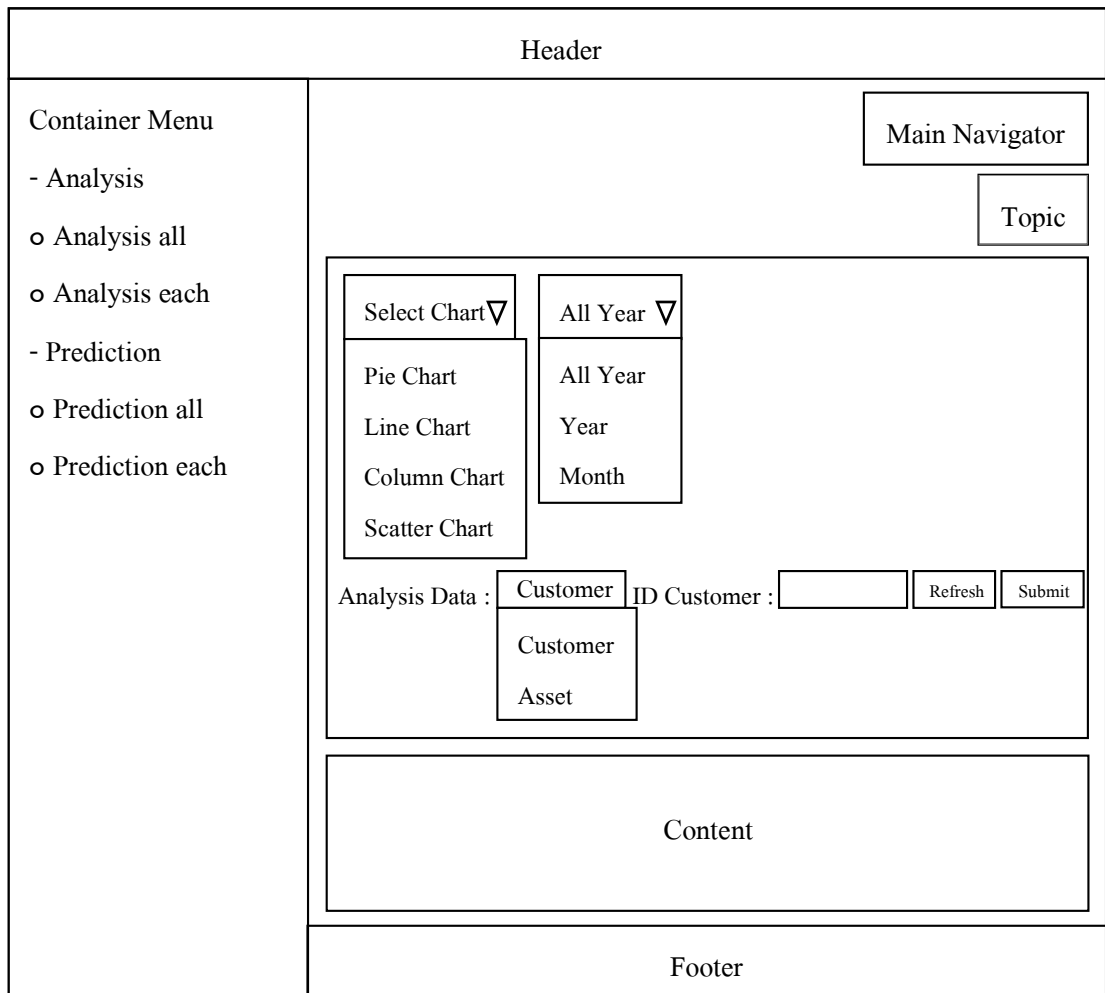 Header
Container Menu
- Analysis
o Analysis all
o Analysis each
- Prediction
o Prediction all
o Prediction each
Main Navigator
Topic
Select Chart
Pie Chart
Line Chart
Column Chart
Scatter Chart
All Year
All Year
Year
Month
Analysis Data : Customer ID Customer : Refresh Submit
Customer
Asset
Content
Footer